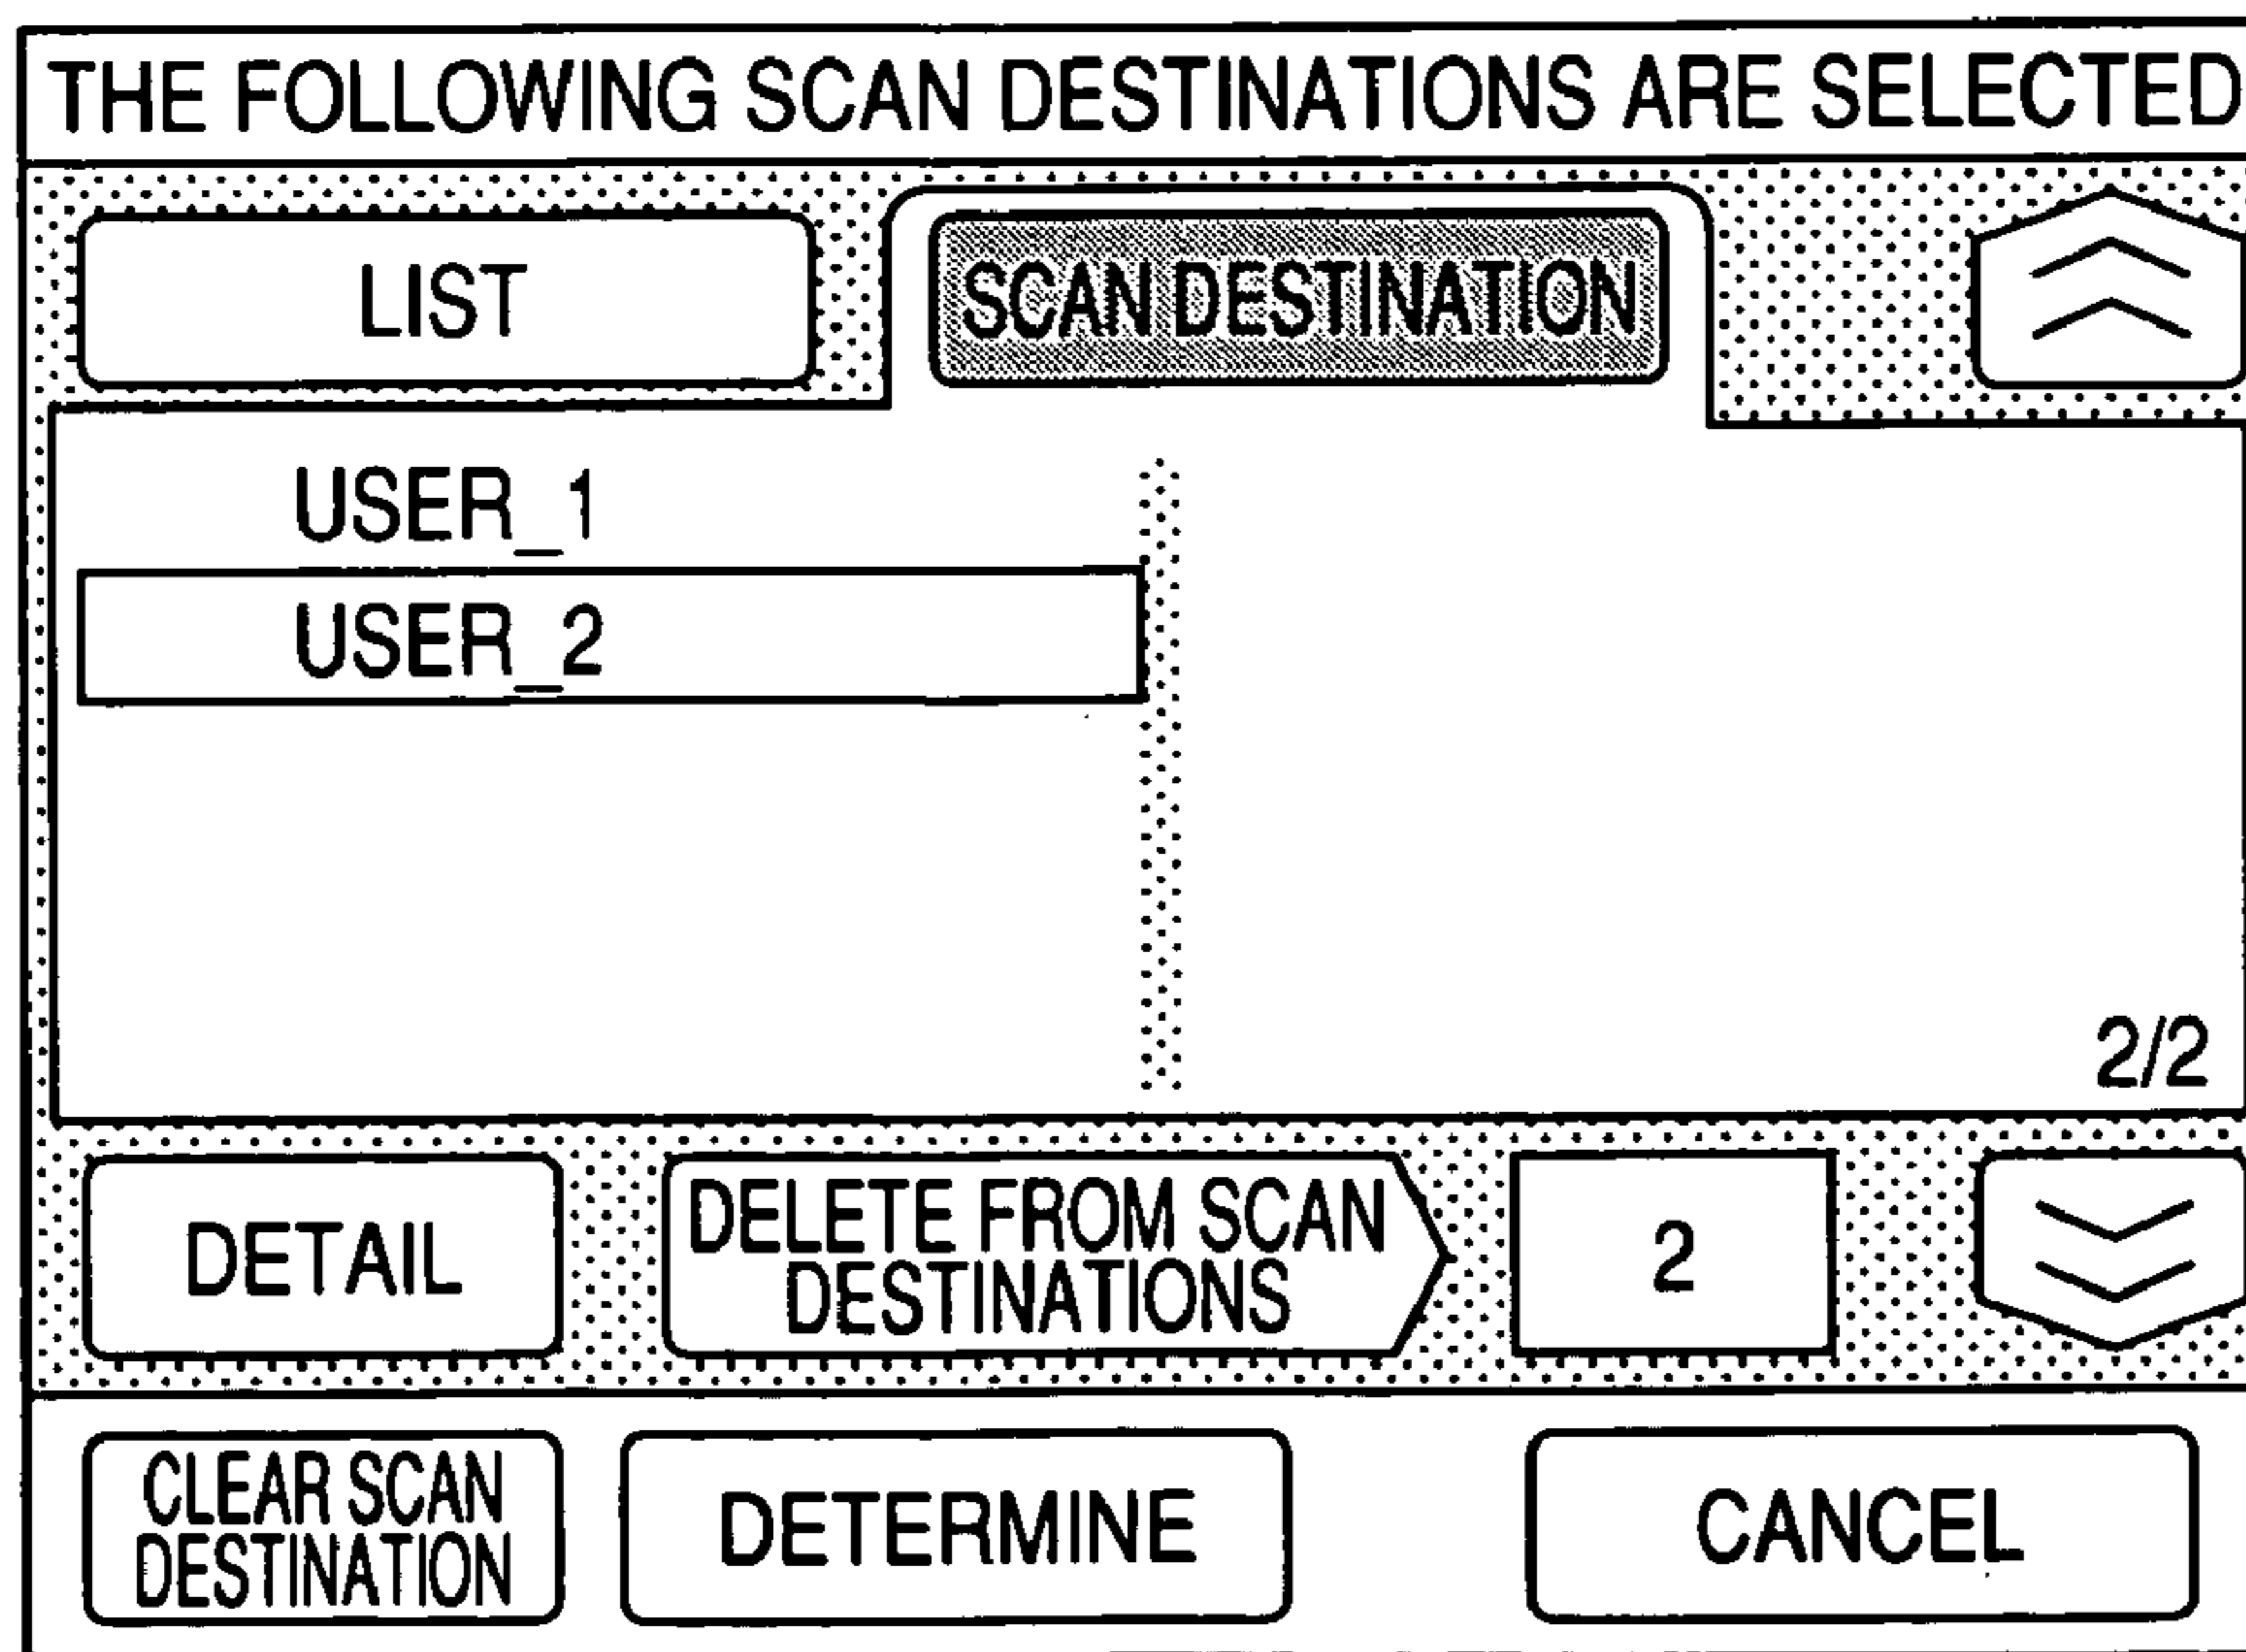 THE FOLLOWING SCAN DESTINATIONS ARE SELECTED
LIST
SCAN DESTINATION
USER_1
USER_2
2/2
DETAIL
DELETE FROM SCAN
DESTINATIONS
2
CLEAR SCAN
DESTINATION
DETERMINE
CANCEL